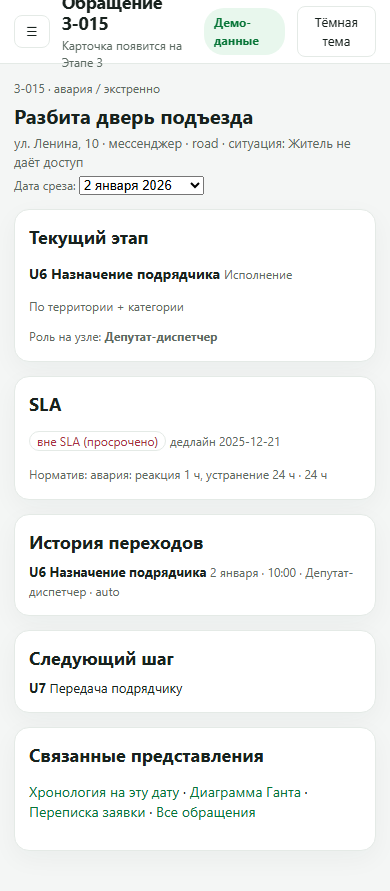 ☰
Обращение
3-015
Карточка появится на
Этапе 3
Демо-
данные
Тёмная
тема
3-015 · авария / экстренно
Разбита дверь подъезда
ул. Ленина, 10 · мессенджер · road · ситуация: Житель не
даёт доступ
Дата среза: 2 января 2026
Текущий этап
U6 Назначение подрядчика Исполнение
По территории + категории
Роль на узле: Депутат-диспетчер
SLA
вне SLA (просрочено) дедлайн 2025-12-21
Норматив: авария: реакция 1 ч, устранение 24 ч · 24 ч
История переходов
U6 Назначение подрядчика 2 января · 10:00 · Депутат-
диспетчер · auto
Следующий шаг
U7 Передача подрядчику
Связанные представления
Хронология на эту дату · Диаграмма Ганта ·
Переписка заявки · Все обращения